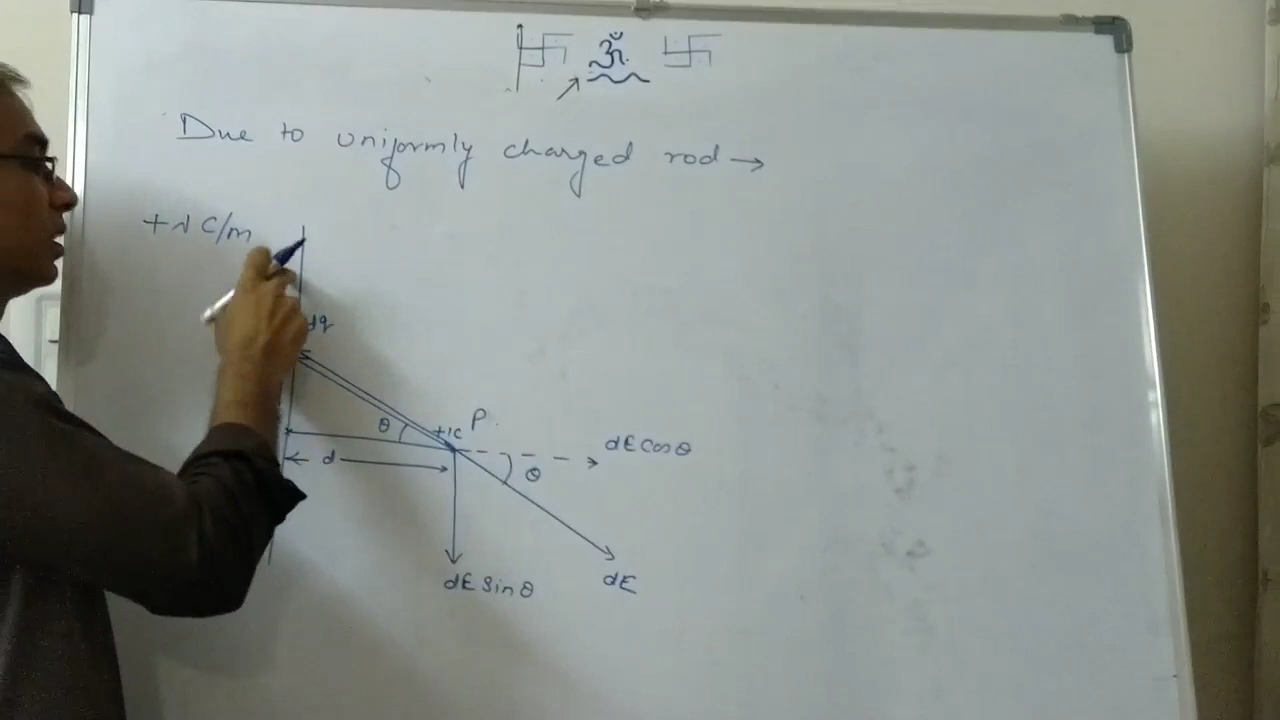 ॐ
Due to uniformly charged rod →
+λ C/m
dq
θ +1C P
d
dE Cos θ
θ
dE Sin θ
dE